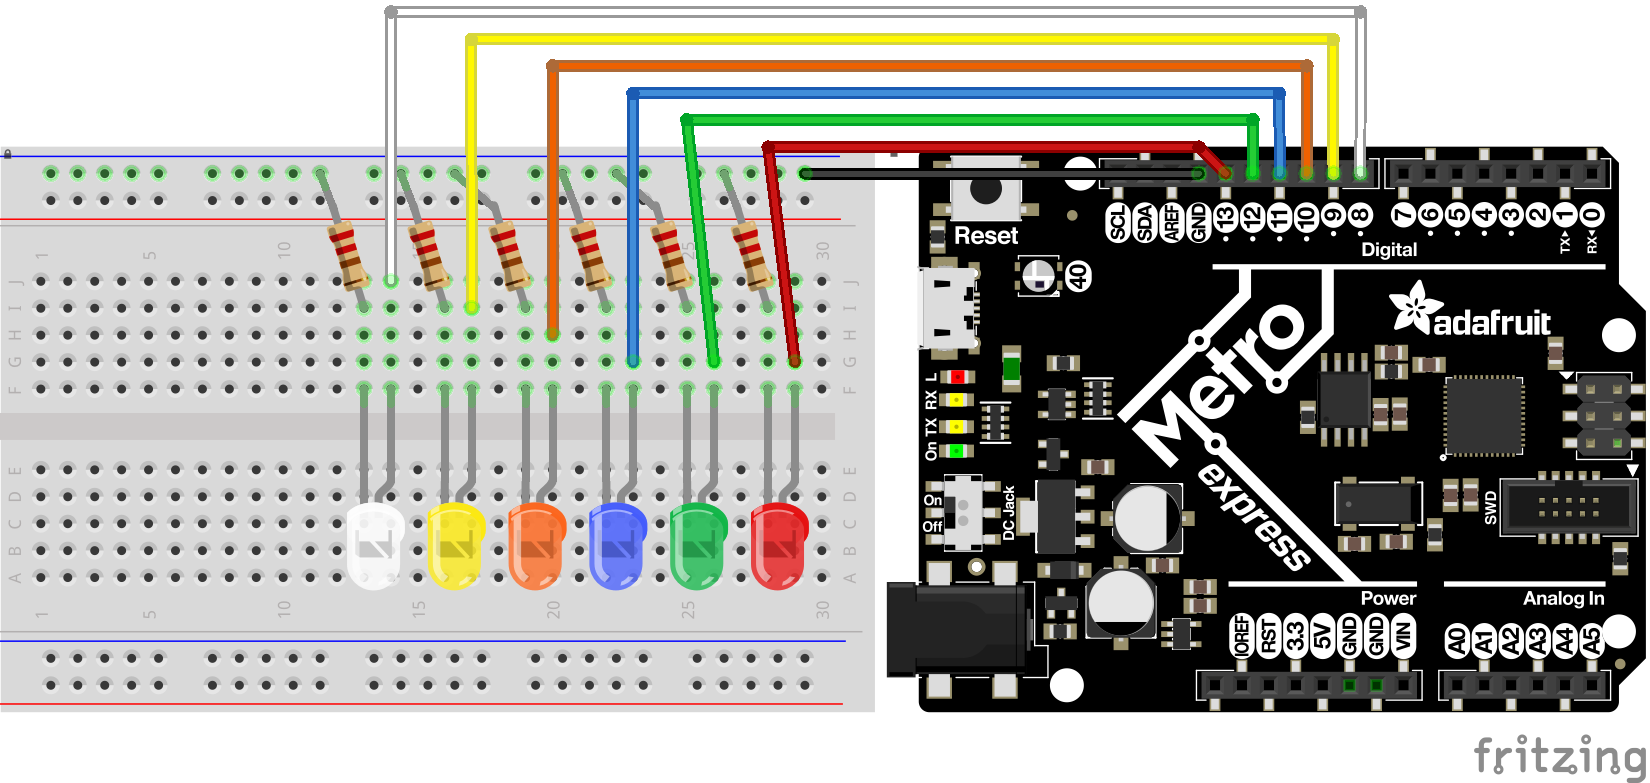 1 5 10 15 20 25 30
J
I
H
G
F
E
D
C
B
A
J
I
H
G
F
E
D
C
B
A
1 5 10 15 20 25 30
Reset
SCL SDA AREF GND 13 12 11 10 9 8 7 6 5 4 3 2 1 0
TX RX
Digital
40
Metro
express
adafruit
L
RX
TX
On
On
Off
DC Jack
SWD
Power
Analog In
IOREF RST 3.3 5V GND GND VIN A0 A1 A2 A3 A4 A5
fritzing